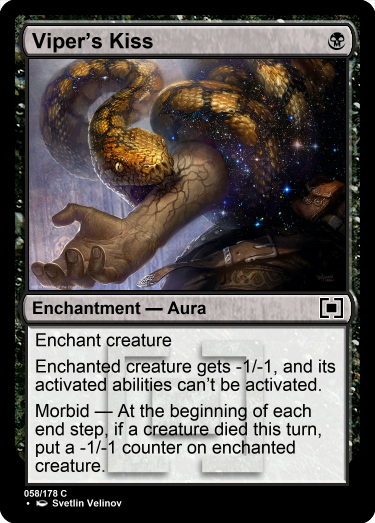 Viper's Kiss
Enchantment — Aura
Enchant creature
Enchanted creature gets -1/-1, and its
activated abilities can't be activated.
Morbid — At the beginning of each
end step, if a creature died this turn,
put a -1/-1 counter on enchanted
creature.
058/178 C
• Svetlin Velinov